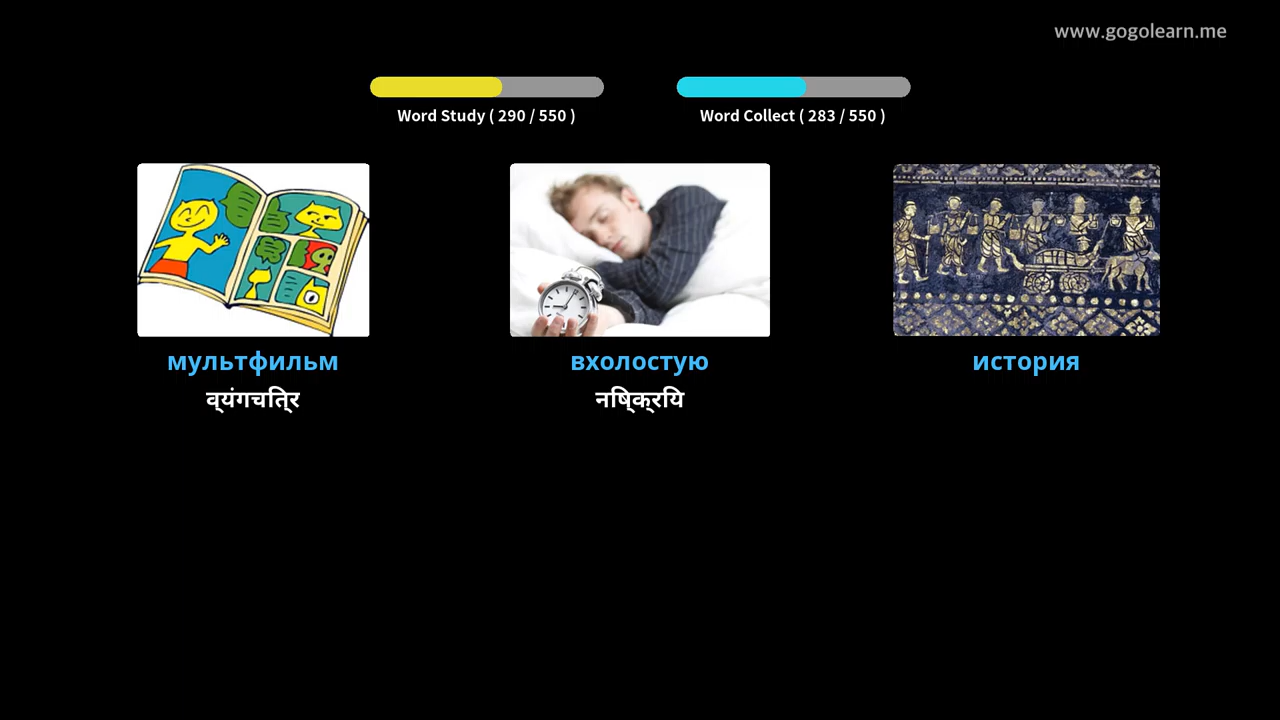 www.gogolearn.me
Word Study ( 290 / 550 )
Word Collect ( 283 / 550 )
мультфильм
вхолостую
история
व्यंगचित्र
निष्क्रिय